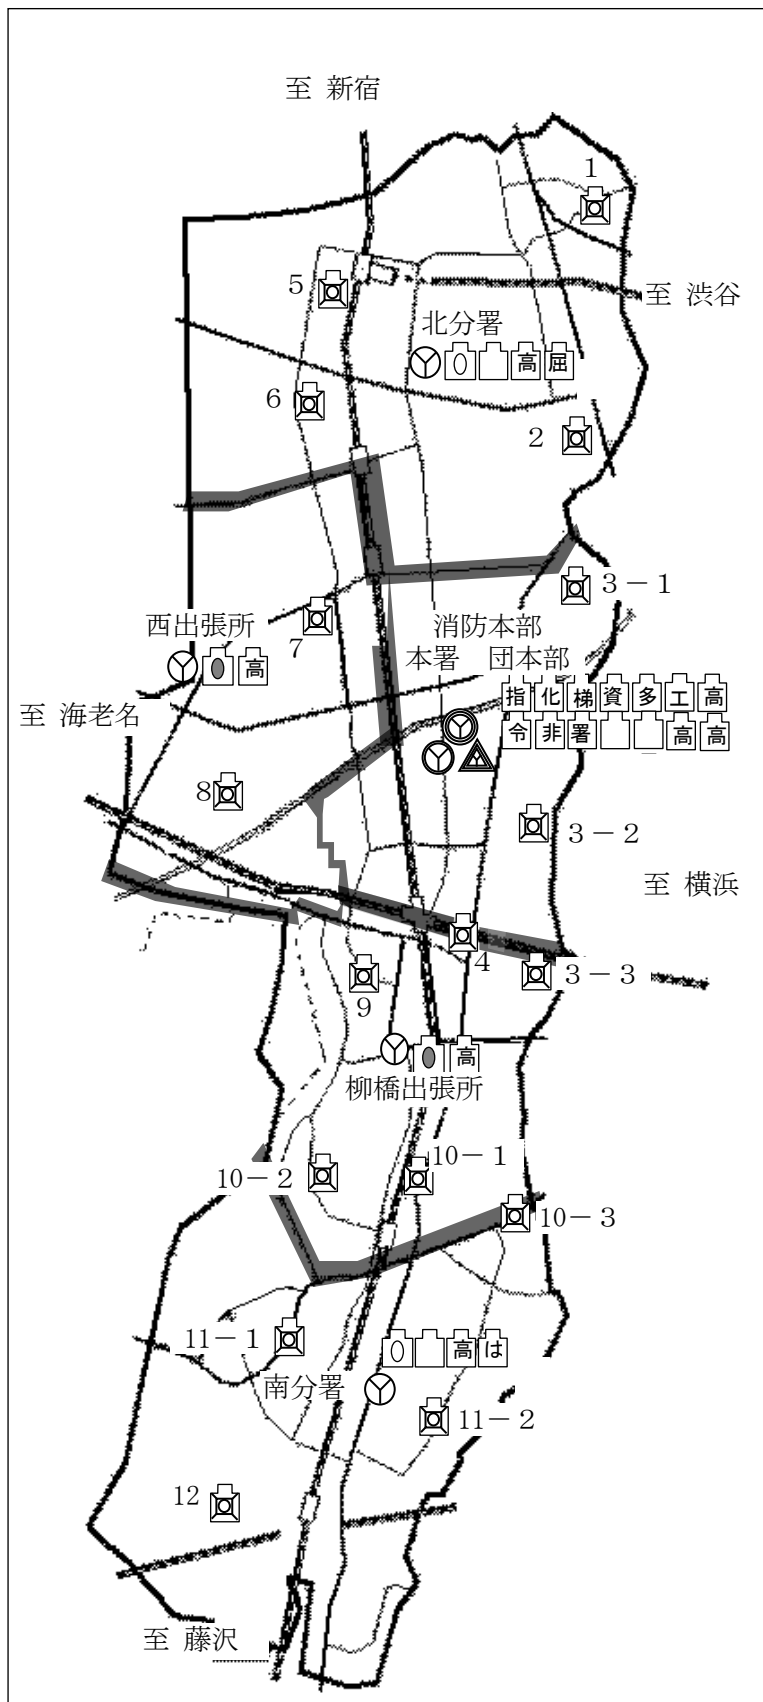 至 新宿
1
5
至 渋谷
北分署
高 屈
6
2
3－1
西出張所
7
消防本部
高
本署 団本部
指 化 梯 資 多 工 高
至 海老名
令 非 署 高 高
8
3－2
至 横浜
4
3－3
9
高
柳橋出張所
10－1
10－2
10－3
11－1
高 は
南分署
11－2
12
至 藤沢